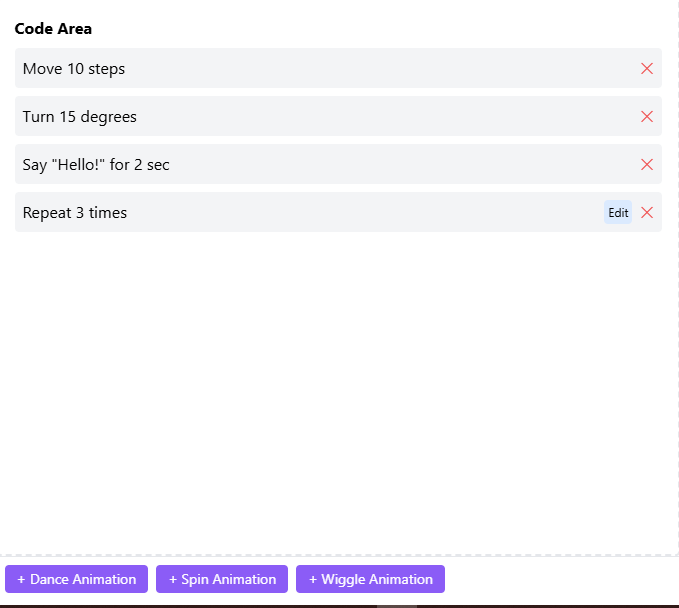 Code Area
Move 10 steps
Turn 15 degrees
Say "Hello!" for 2 sec
Repeat 3 times Edit
+ Dance Animation + Spin Animation + Wiggle Animation